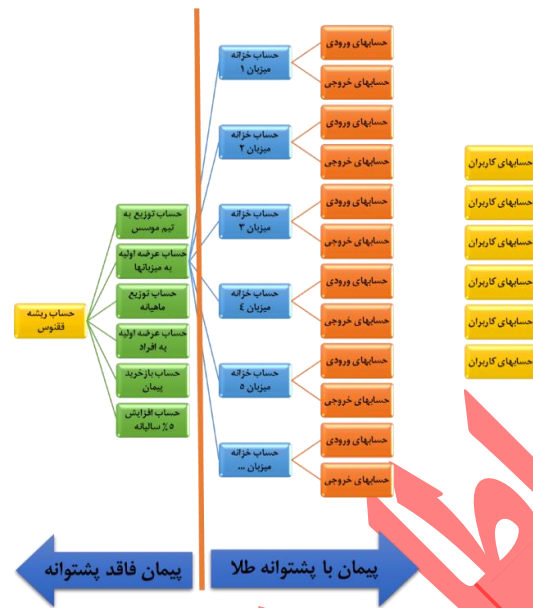 حساب ریشه
ققنوس
حساب توزیع به
تیم موسس
حساب عرضه اولیه
به میزبانها
حساب توزیع
ماهیانه
حساب عرضه اولیه
به افراد
حساب بازخرید
پیمان
حساب افزایش
٥٪ سالیانه
حساب خزانه
میزبان ۱
حساب خزانه
میزبان ۲
حساب خزانه
میزبان ۳
حساب خزانه
میزبان ٤
حساب خزانه
میزبان ٥
حساب خزانه
میزبان ...
حسابهای ورودی
حسابهای خروجی
حسابهای ورودی
حسابهای خروجی
حسابهای ورودی
حسابهای خروجی
حسابهای ورودی
حسابهای خروجی
حسابهای ورودی
حسابهای خروجی
حسابهای ورودی
حسابهای خروجی
حسابهای کاربران
حسابهای کاربران
حسابهای کاربران
حسابهای کاربران
حسابهای کاربران
حسابهای کاربران
پیمان با پشتوانه طلا
پیمان فاقد پشتوانه